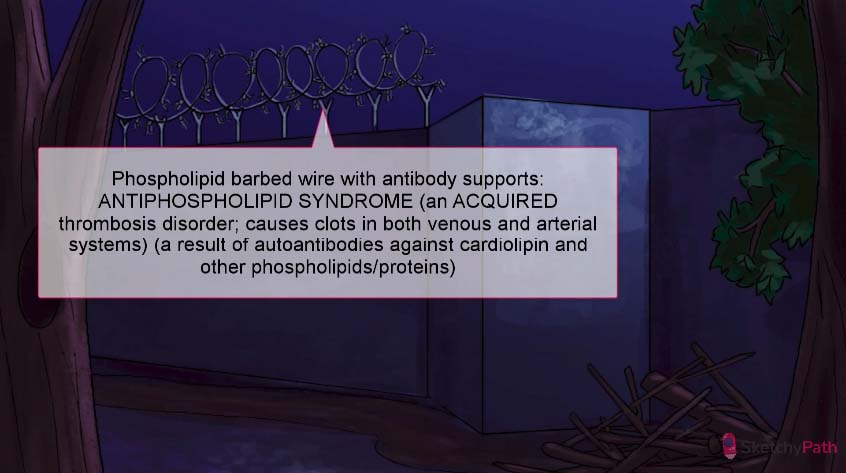 Phospholipid barbed wire with antibody supports:
ANTIPHOSPHOLIPID SYNDROME (an ACQUIRED
thrombosis disorder; causes clots in both venous and arterial
systems) (a result of autoantibodies against cardiolipin and
other phospholipids/proteins)
SketchyPath